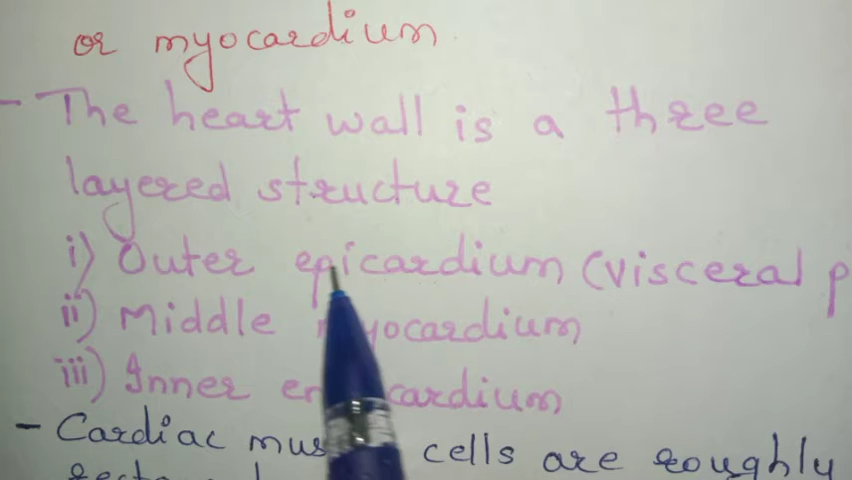 or myocardium.
- The heart wall is a three
layered structure
i) Outer epicardium (visceral p
ii) Middle myocardium
iii) Inner
- Cardiac cells are roughly